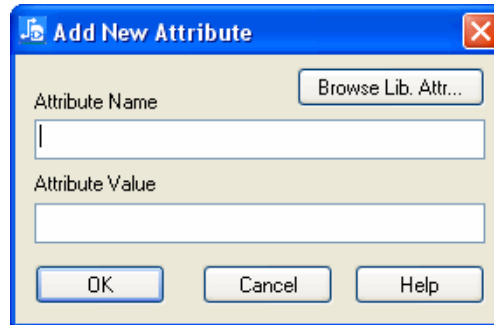 Add New Attribute
Browse Lib. Attr...
Attribute Name
Attribute Value
OK Cancel Help